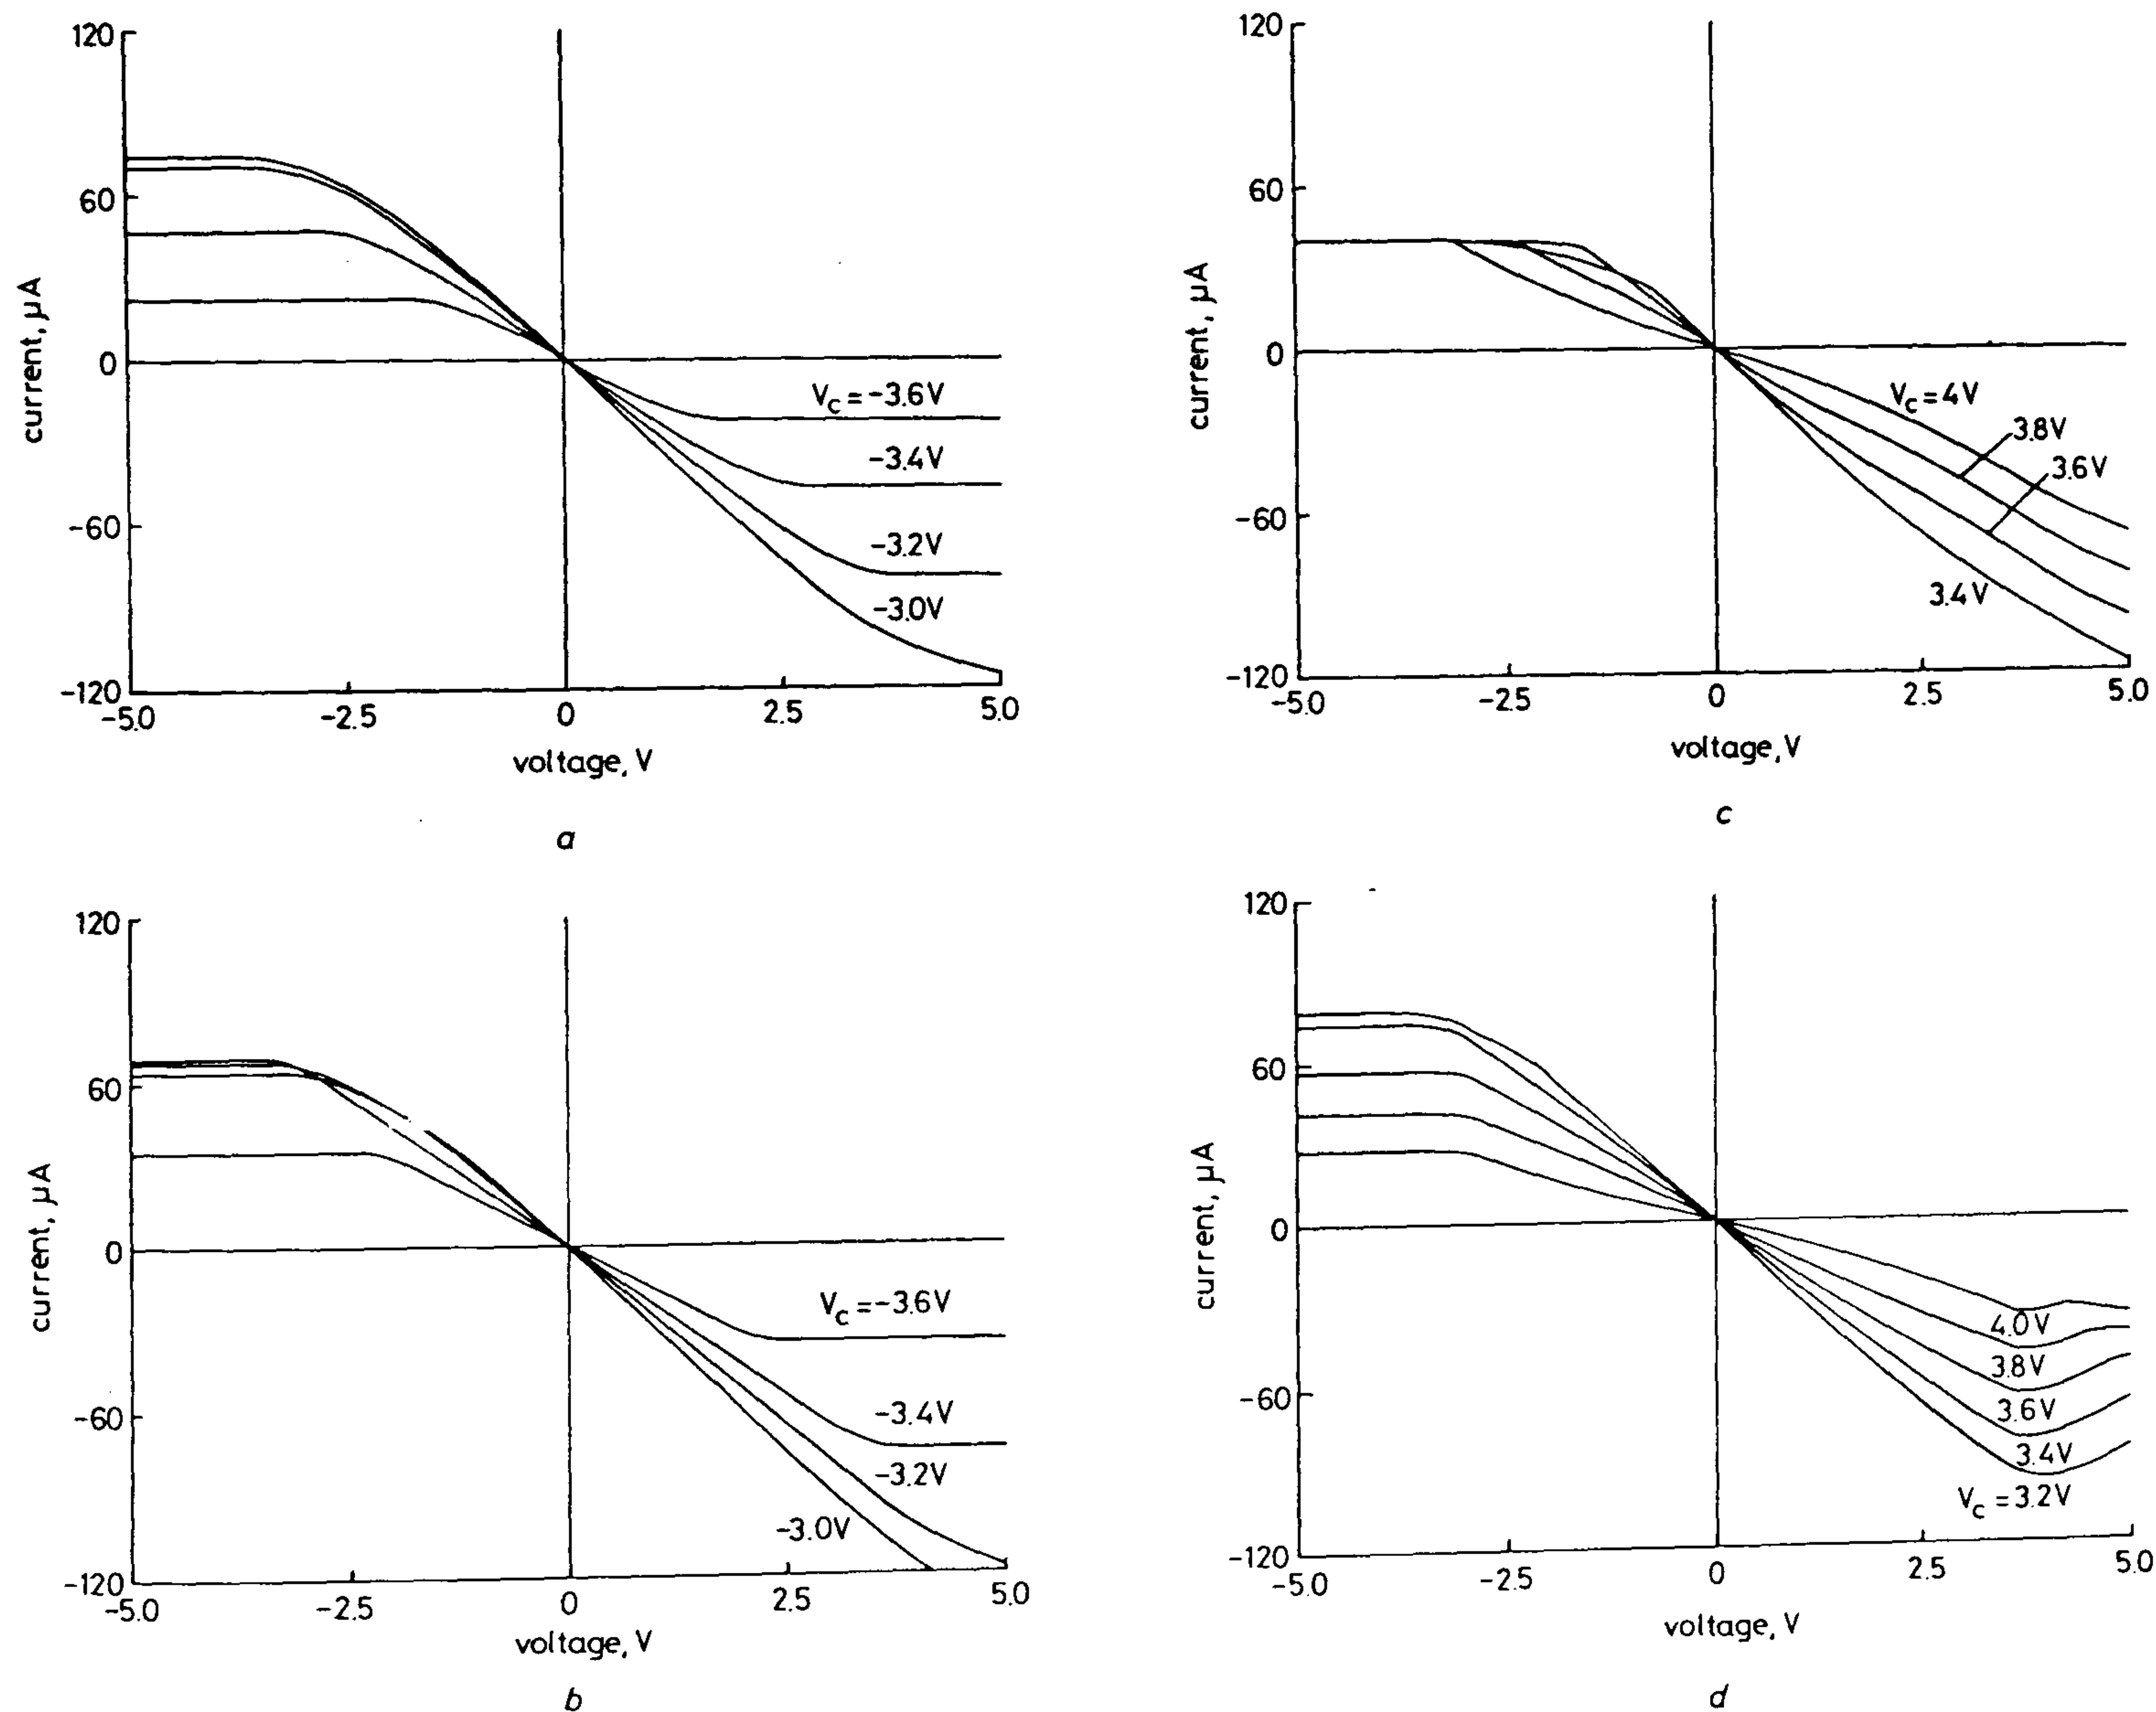 120
60
0
-60
-120
current, μA
-5.0 -2.5 0 2.5 5.0
voltage, V
Vc = -3.6V
-3.4V
-3.2V
-3.0V
a
120
60
0
-60
-120
current, μA
-5.0 -2.5 0 2.5 5.0
voltage, V
Vc = 4V
3.8V
3.6V
3.4V
c
120
60
0
-60
-120
current, μA
-5.0 -2.5 0 2.5 5.0
voltage, V
Vc = -3.6V
-3.4V
-3.2V
-3.0V
b
120
60
0
-60
-120
current, μA
-5.0 -2.5 0 2.5 5.0
voltage, V
4.0V
3.8V
3.6V
3.4V
Vc = 3.2V
d